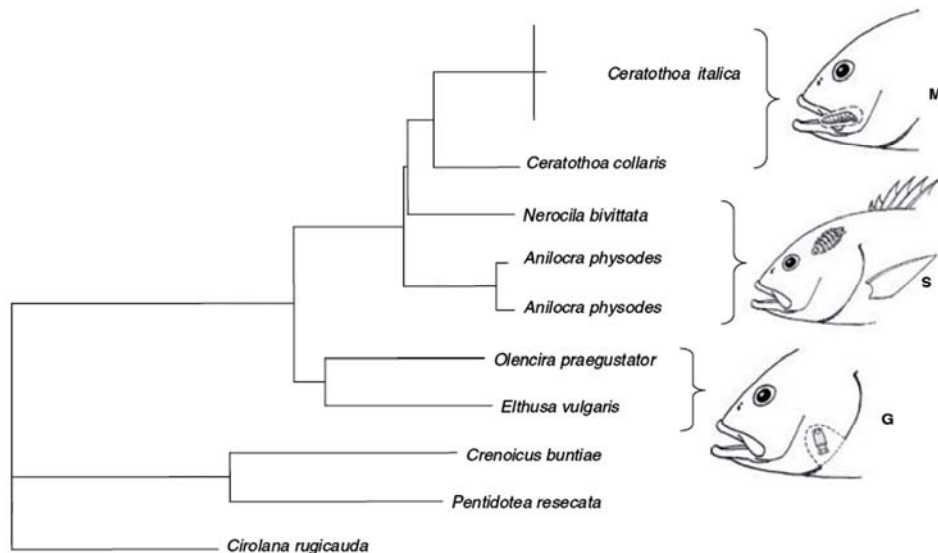 Ceratothoa italica
M
Ceratothoa collaris
Nerocila bivittata
Anilocra physodes
S
Anilocra physodes
Olencira praegustator
Elthusa vulgaris
G
Crenoicus buntiae
Pentidotea resecata
Cirolana rugicauda